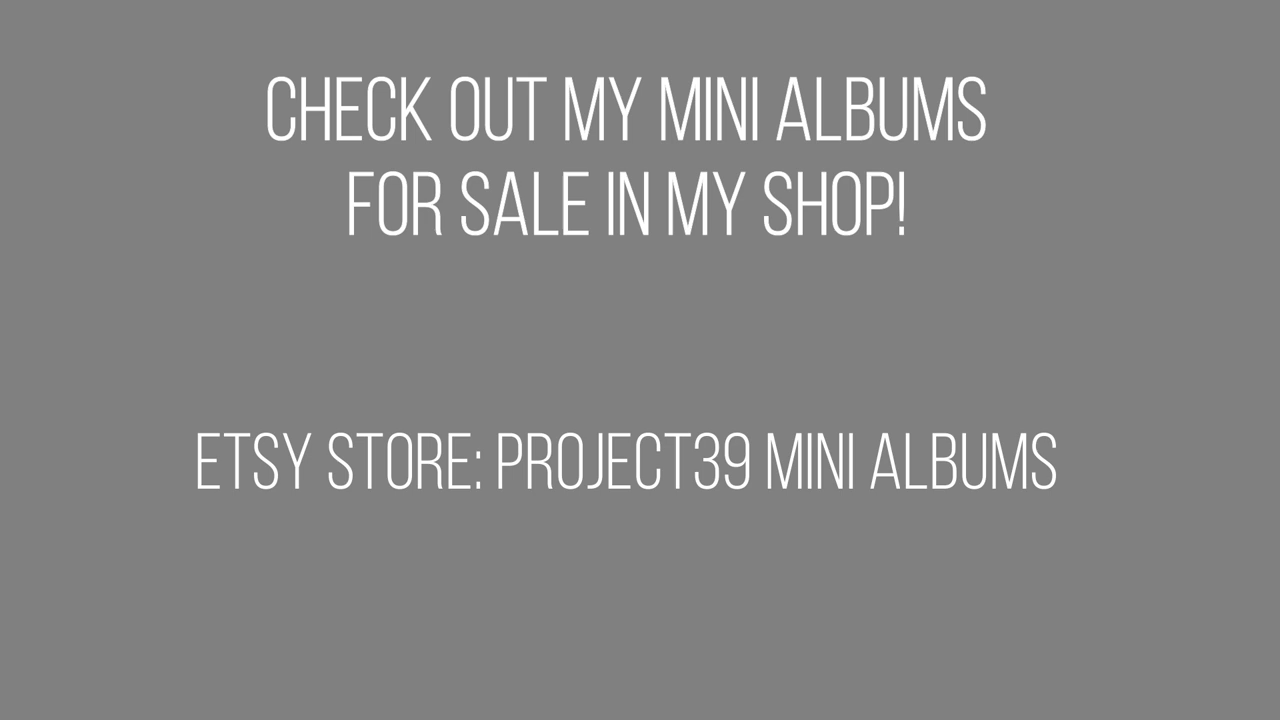 CHECK OUT MY MINI ALBUMS
FOR SALE IN MY SHOP!
ETSY STORE: PROJECT39 MINI ALBUMS